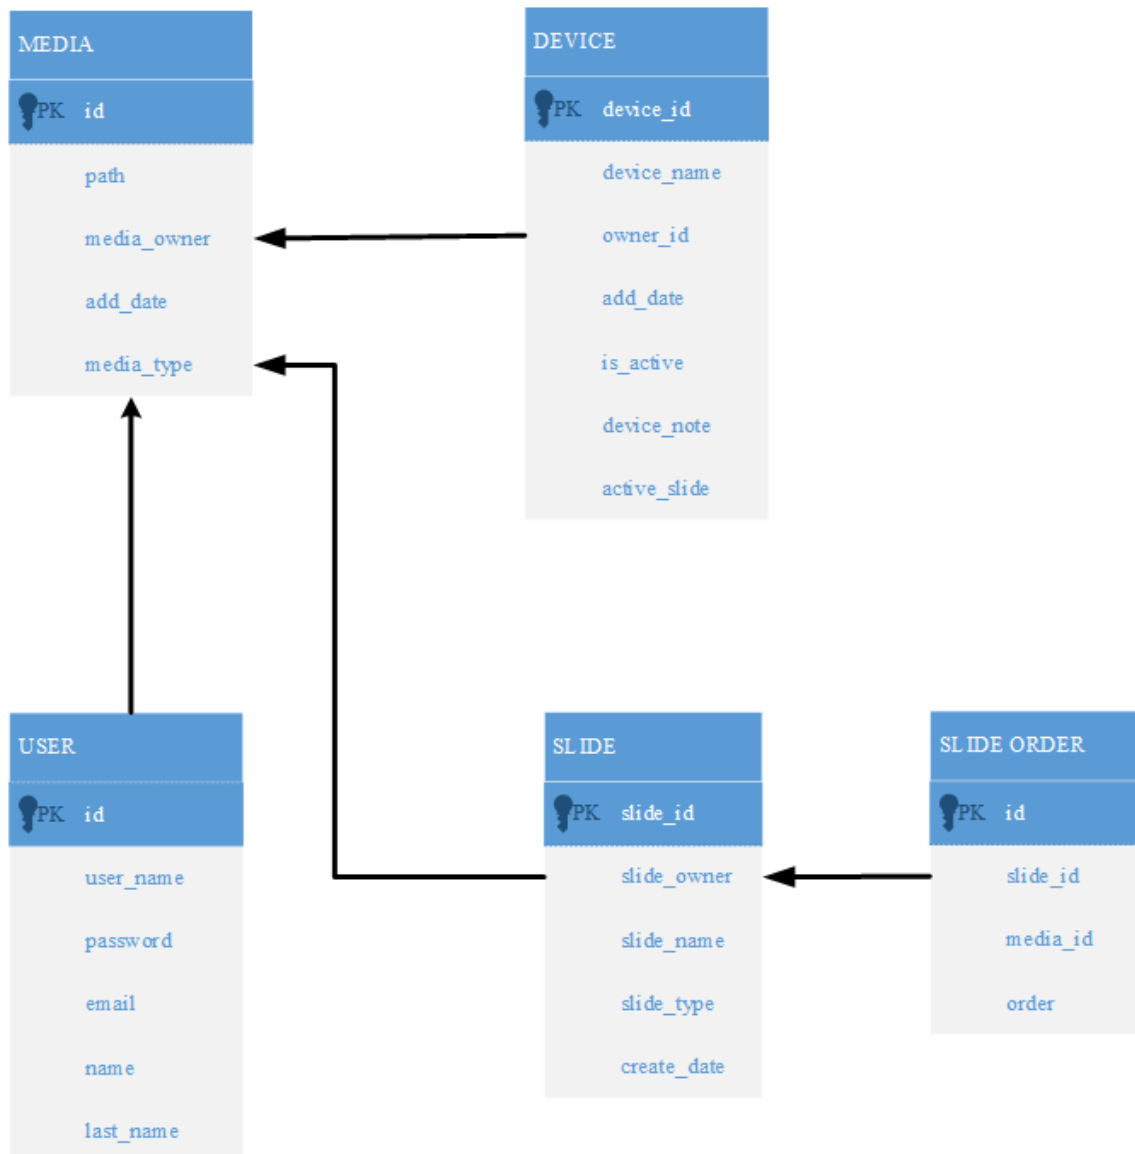 MEDIA
PK id
path
media_owner
add_date
media_type
DEVICE
PK device_id
device_name
owner_id
add_date
is_active
device_note
active_slide
USER
PK id
user_name
password
email
name
last_name
SLIDE
PK slide_id
slide_owner
slide_name
slide_type
create_date
SLIDE ORDER
PK id
slide_id
media_id
order